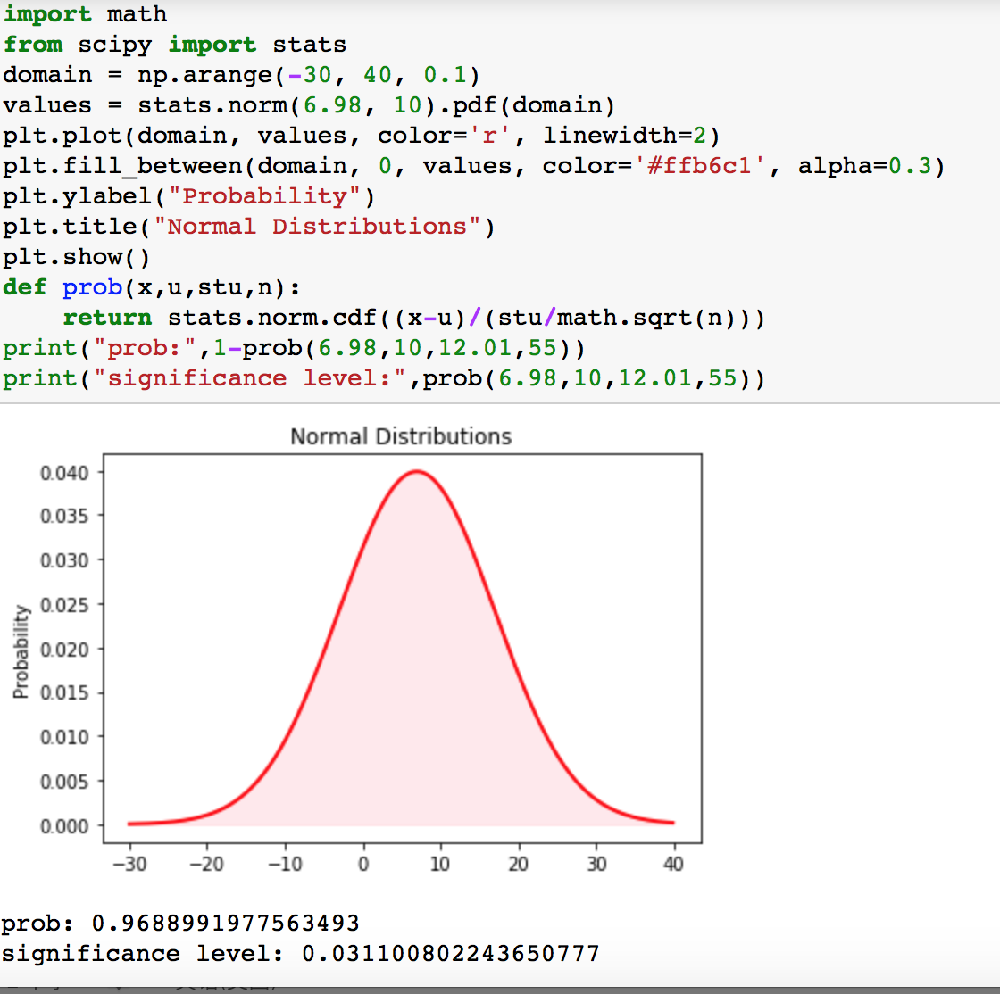 import math
from scipy import stats
domain = np.arange(-30, 40, 0.1)
values = stats.norm(6.98, 10).pdf(domain)
plt.plot(domain, values, color='r', linewidth=2)
plt.fill_between(domain, 0, values, color='#ffb6c1', alpha=0.3)
plt.ylabel("Probability")
plt.title("Normal Distributions")
plt.show()
def prob(x,u,stu,n):
    return stats.norm.cdf((x-u)/(stu/math.sqrt(n)))
print("prob:",1-prob(6.98,10,12.01,55))
print("significance level:",prob(6.98,10,12.01,55))
Normal Distributions
0.040
0.035
0.030
0.025
0.020
0.015
0.010
0.005
0.000
Probability
−30 −20 −10 0 10 20 30 40
prob: 0.9688991977563493
significance level: 0.031100802243650777